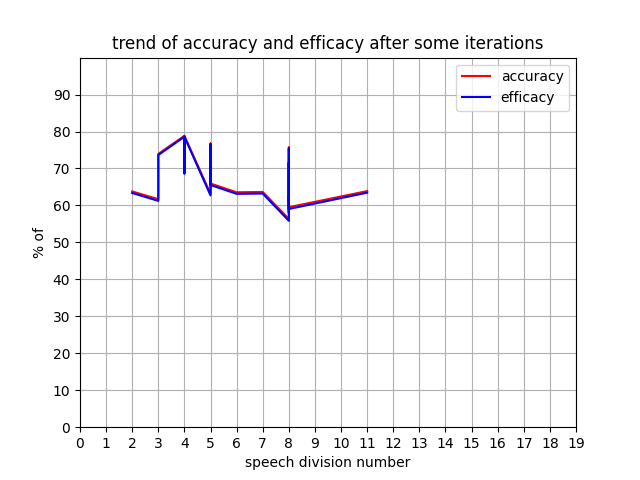 trend of accuracy and efficacy after some iterations
accuracy
efficacy
90
80
70
60
50
40
30
20
10
0
% of
0 1 2 3 4 5 6 7 8 9 10 11 12 13 14 15 16 17 18 19
speech division number